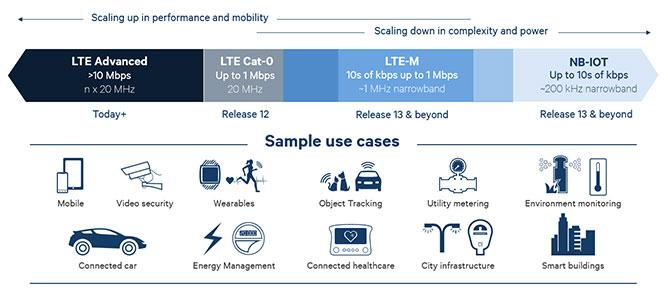 Scaling up in performance and mobility
Scaling down in complexity and power
LTE Advanced
>10 Mbps
n x 20 MHz
LTE Cat-0
Up to 1 Mbps
20 MHz
LTE-M
10s of kbps up to 1 Mbps
~1 MHz narrowband
NB-IOT
Up to 10s of kbps
~200 kHz narrowband
Today+
Release 12
Release 13 & beyond
Release 13 & beyond
Sample use cases
Mobile
Video security
Wearables
Object Tracking
Utility metering
Environment monitoring
Connected car
Energy Management
Connected healthcare
City infrastructure
Smart buildings